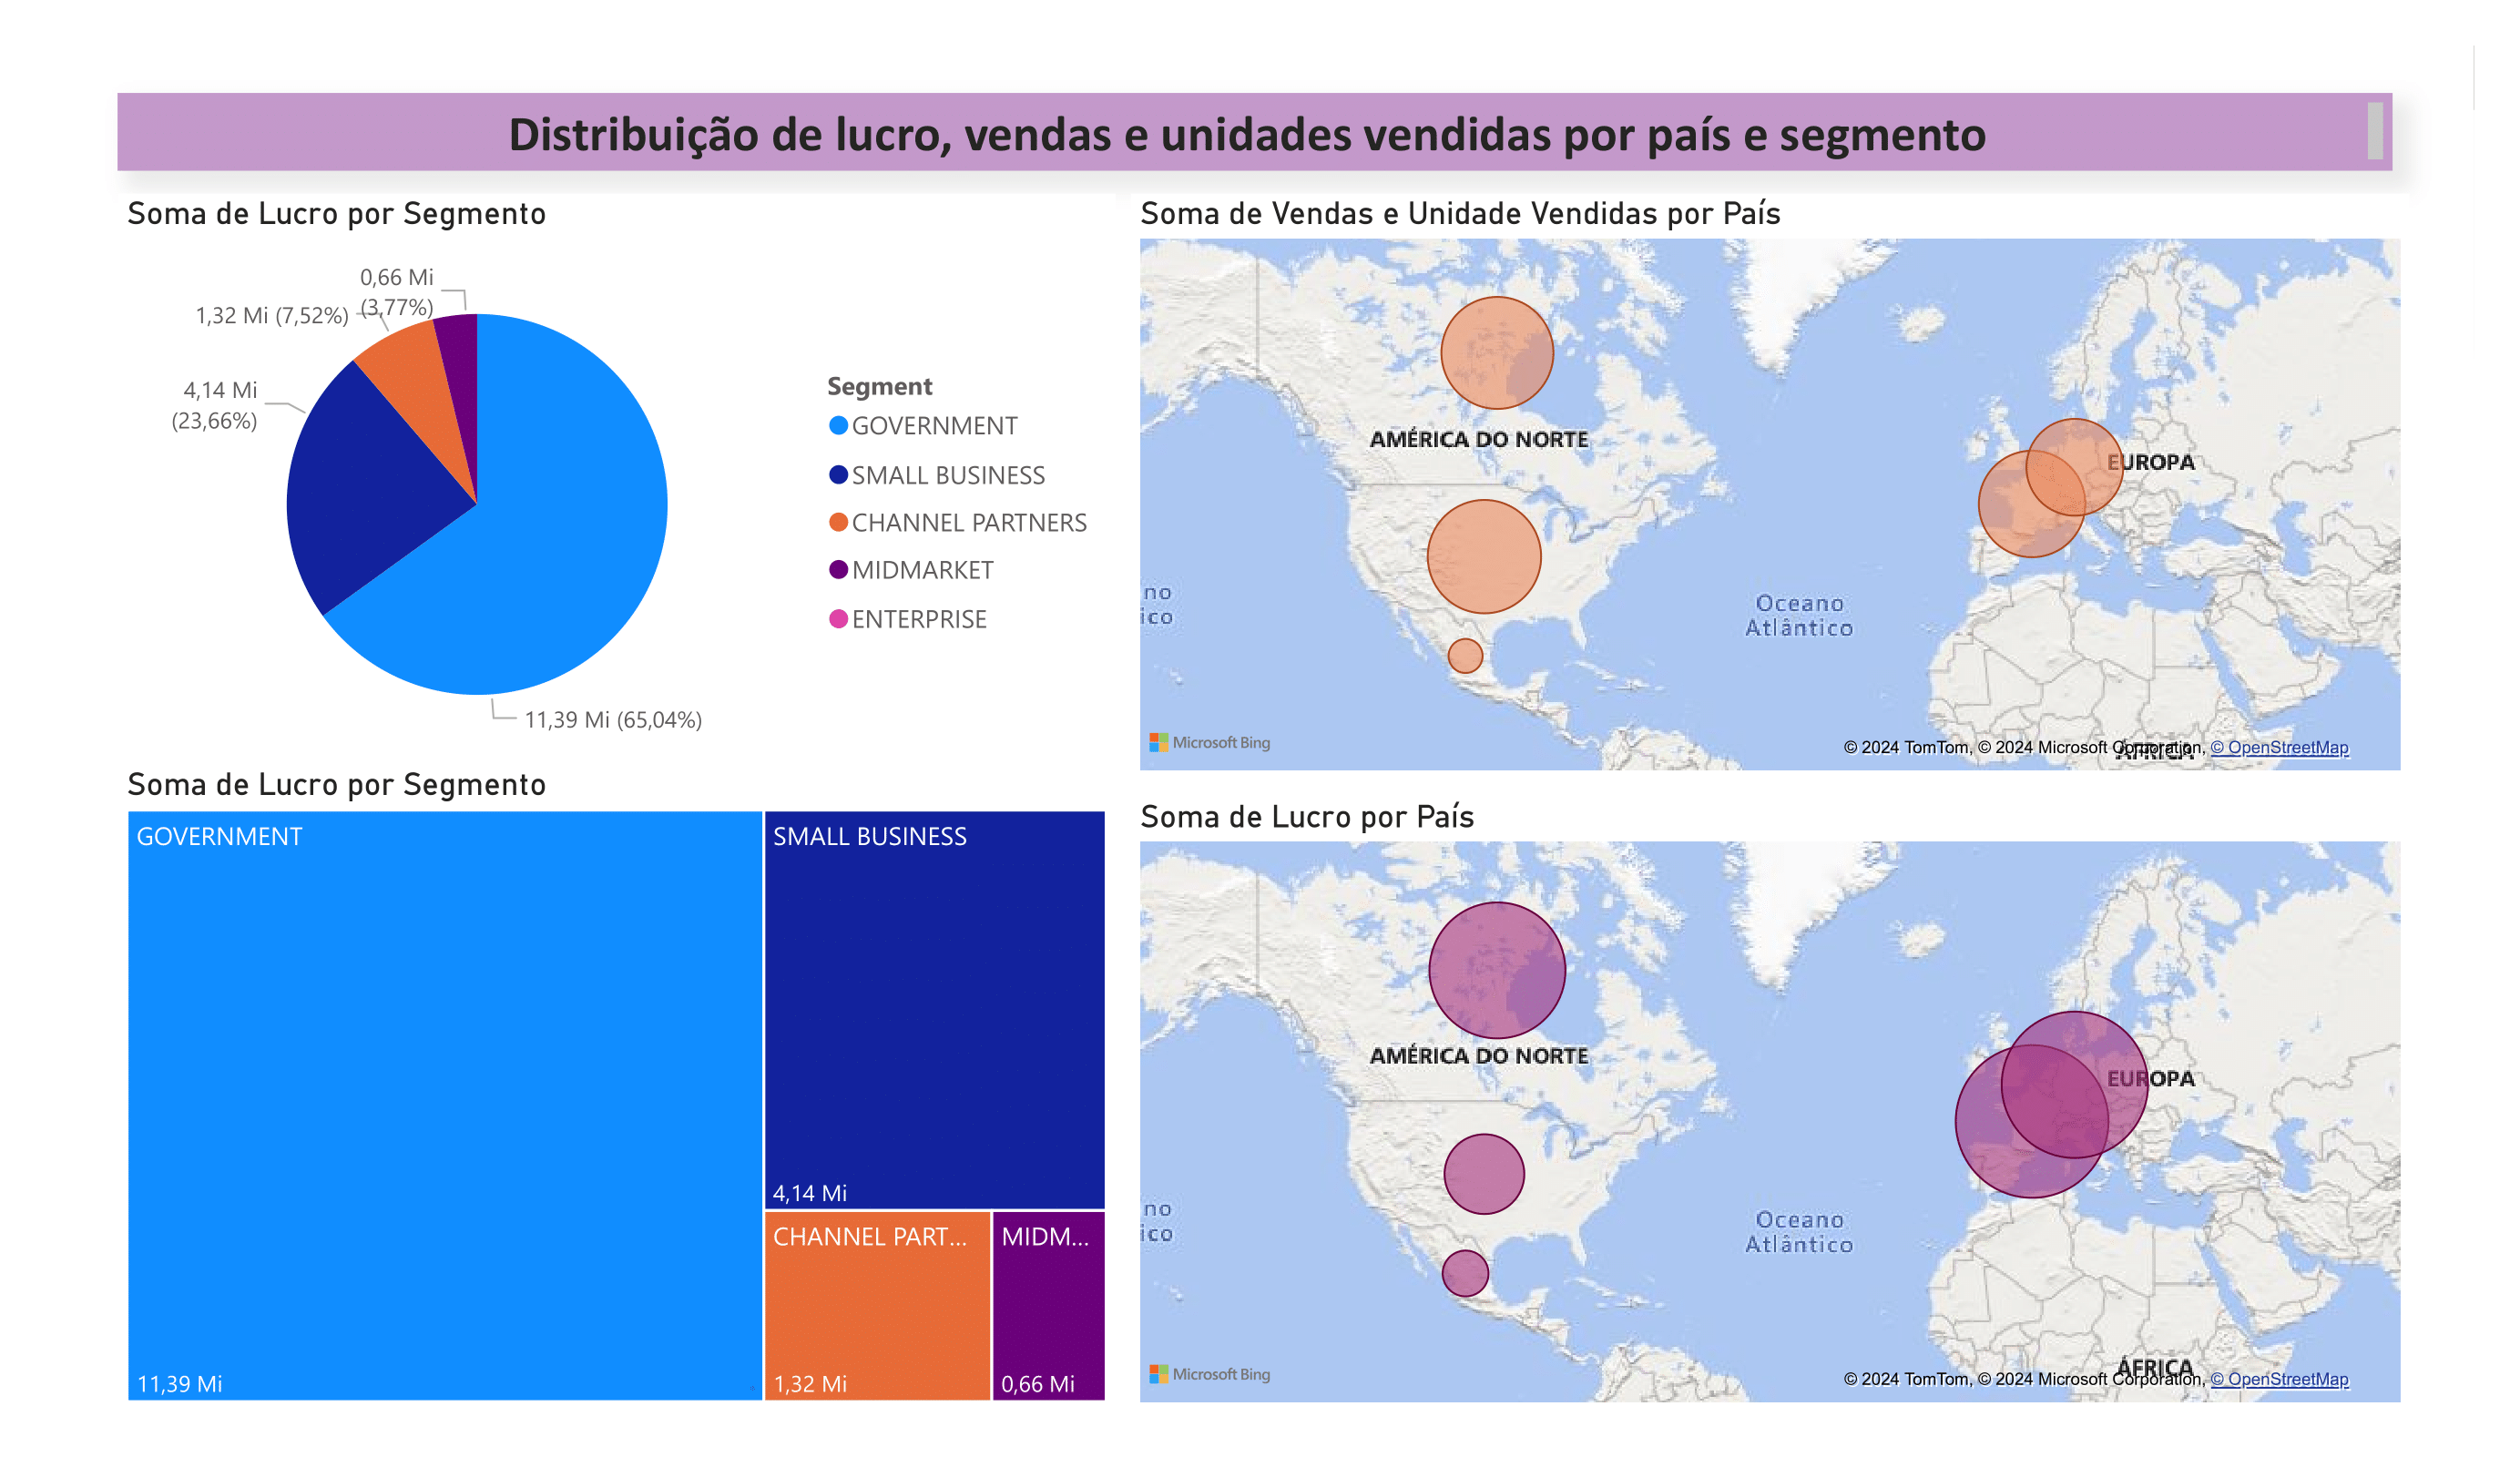 Distribuição de lucro, vendas e unidades vendidas por país e segmento
Soma de Lucro por Segmento
0,66 Mi
(3,77%)
1,32 Mi (7,52%)
4,14 Mi
(23,66%)
11,39 Mi (65,04%)
Segment
GOVERNMENT
SMALL BUSINESS
CHANNEL PARTNERS
MIDMARKET
ENTERPRISE
Soma de Vendas e Unidade Vendidas por País
AMÉRICA DO NORTE
EUROPA
no
ico
Oceano
Atlântico
ÁFRICA
Microsoft Bing
© 2024 TomTom, © 2024 Microsoft Corporation, © OpenStreetMap
Soma de Lucro por Segmento
GOVERNMENT
11,39 Mi
SMALL BUSINESS
4,14 Mi
CHANNEL PART...
1,32 Mi
MIDM...
0,66 Mi
Soma de Lucro por País
AMÉRICA DO NORTE
EUROPA
no
ico
Oceano
Atlântico
ÁFRICA
Microsoft Bing
© 2024 TomTom, © 2024 Microsoft Corporation, © OpenStreetMap